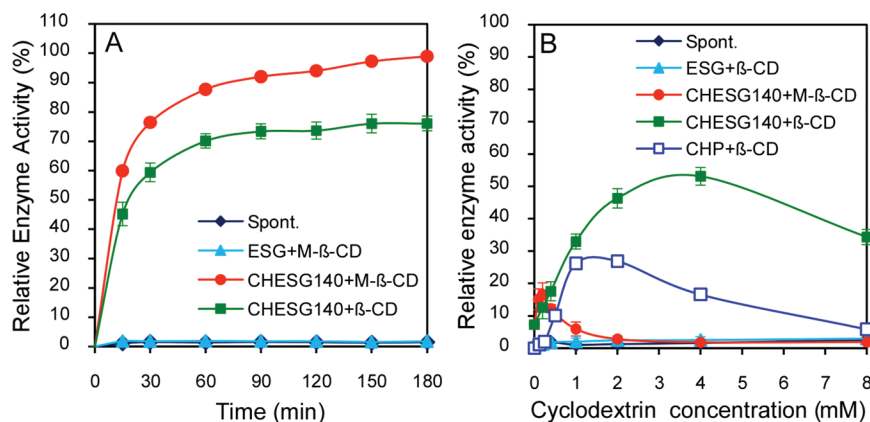 A
Relative Enzyme Activity (%)
110
100
90
80
70
60
50
40
30
20
10
0
Spont.
ESG+M-ß-CD
CHESG140+M-ß-CD
CHESG140+ß-CD
0 30 60 90 120 150 180
Time (min)
B
Relative enzyme activity (%)
100
90
80
70
60
50
40
30
20
10
0
Spont.
ESG+ß-CD
CHESG140+M-ß-CD
CHESG140+ß-CD
CHP+ß-CD
0 1 2 3 4 5 6 7 8
Cyclodextrin concentration (mM)